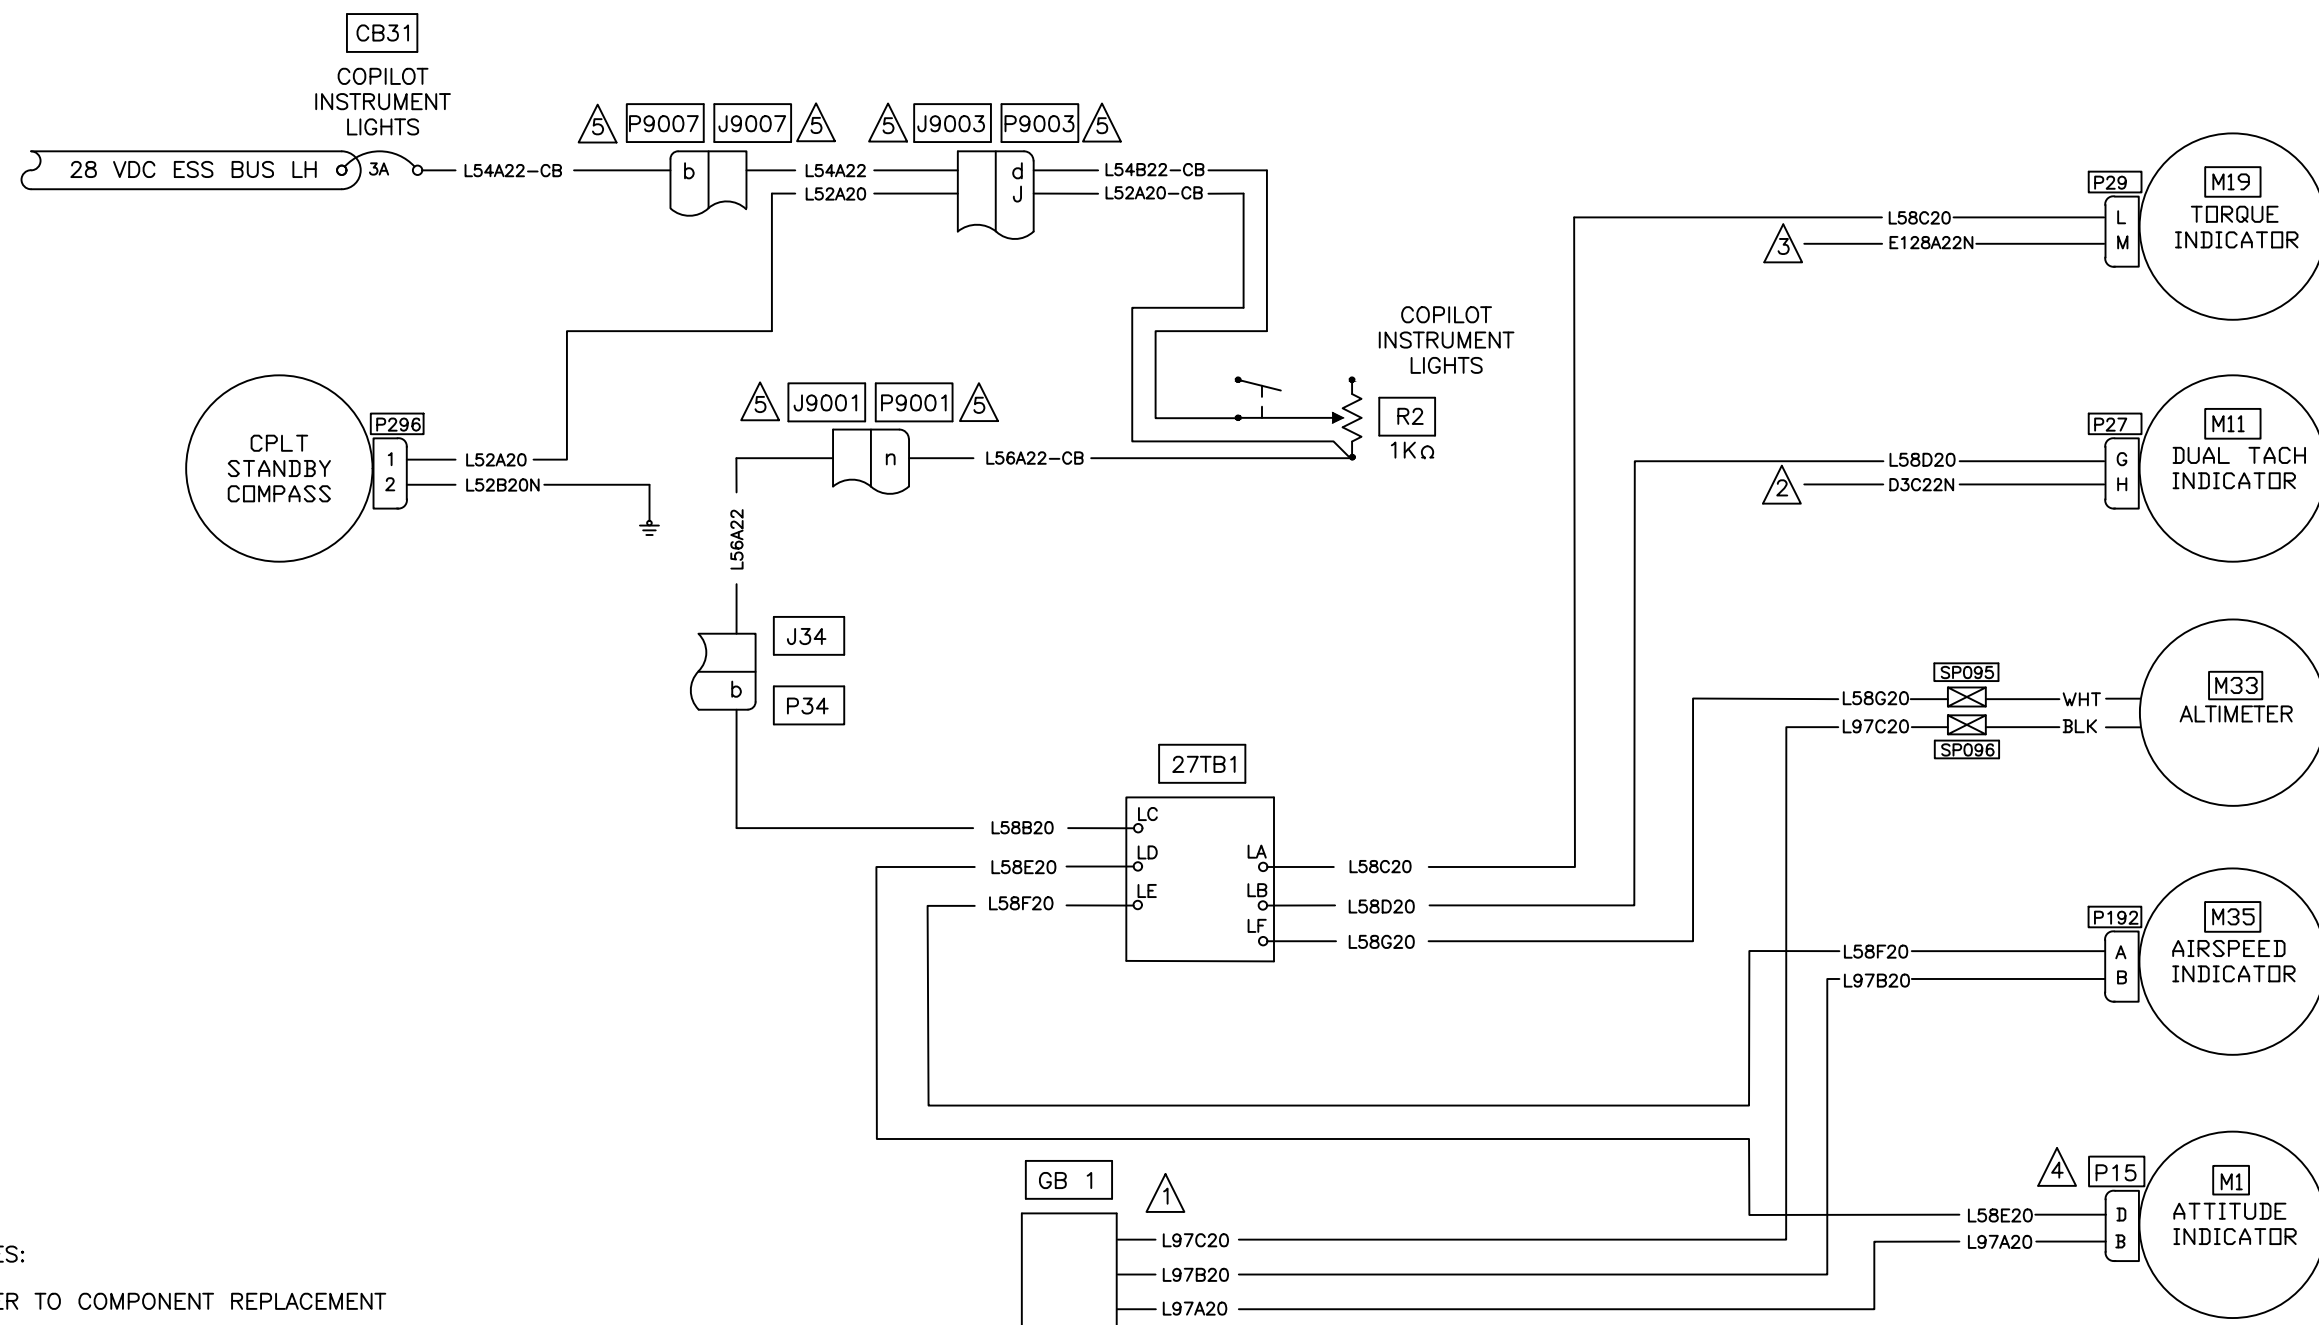 CB31
COPILOT
INSTRUMENT
LIGHTS
28 VDC ESS BUS LH
3A
L54A22-CB
5
P9007
J9007
5
b
L54A22
L52A20
5
J9003
P9003
5
d
J
L54B22-CB
L52A20-CB
CPLT
STANDBY
COMPASS
P296
1
2
L52A20
L52B20N
5
J9001
P9001
5
n
L56A22-CB
COPILOT
INSTRUMENT
LIGHTS
R2
1KΩ
L56A22
J34
b
P34
27TB1
LC
LD
LE
LA
LB
LF
L58B20
L58E20
L58F20
L58C20
L58D20
L58G20
3
L58C20
E128A22N
P29
L
M
M19
TORQUE
INDICATOR
2
L58D20
D3C22N
P27
G
H
M11
DUAL TACH
INDICATOR
SP095
L58G20
WHT
L97C20
BLK
SP096
M33
ALTIMETER
L58F20
L97B20
P192
A
B
M35
AIRSPEED
INDICATOR
4
P15
L58E20
L97A20
D
B
M1
ATTITUDE
INDICATOR
GB 1
1
L97C20
L97B20
L97A20
ES:
ER TO COMPONENT REPLACEMENT